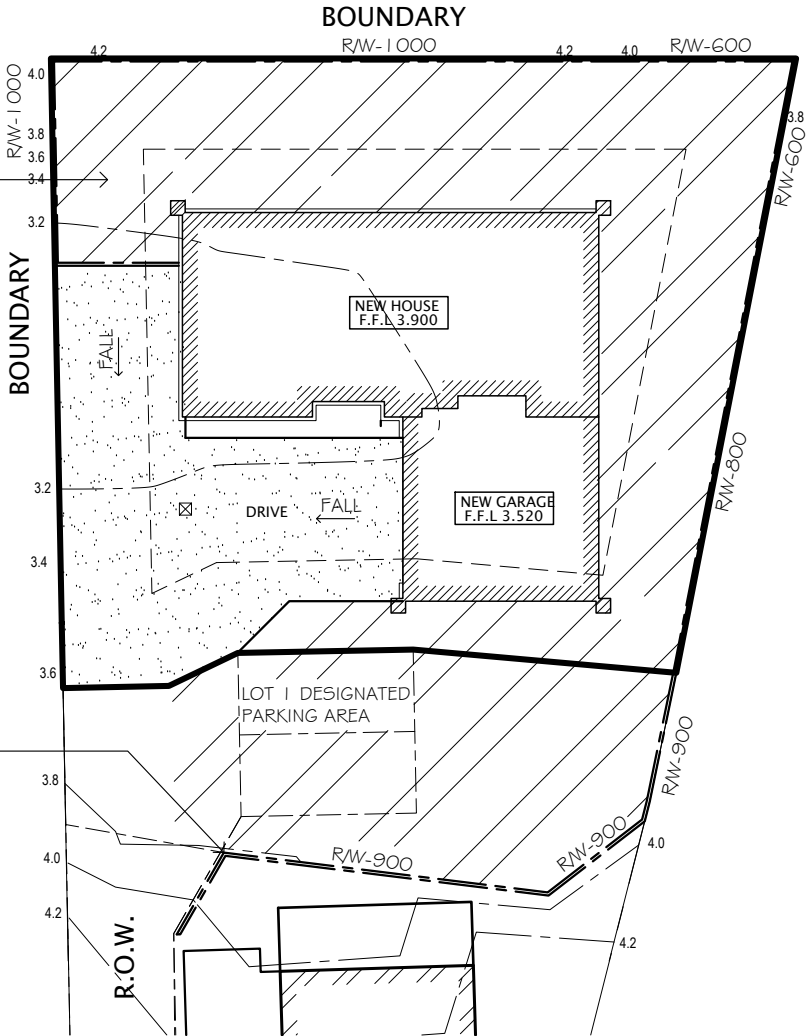 BOUNDARY
4.2
R/W-1000
4.2
4.0
R/W-600
4.0
R/W-1000
3.8
3.8
3.6
R/W-600
3.4
3.2
BOUNDARY
NEW HOUSE
F.F.L 3.900
FALL
R/W-800
3.2
NEW GARAGE
F.F.L 3.520
DRIVE
FALL
3.4
3.6
LOT 1 DESIGNATED
PARKING AREA
R/W-900
3.8
R/W-900
R/W-900
4.0
4.0
4.2
R.O.W.
4.2